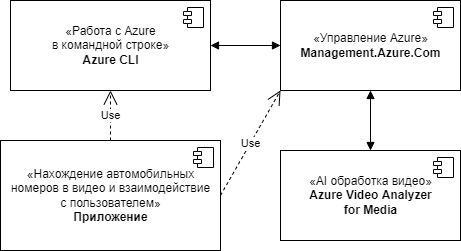 «Работа с Azure
в командной строке»
Azure CLI
«Управление Azure»
Management.Azure.Com
Use
Use
«Нахождение автомобильных
номеров в видео и взаимодействие
с пользователем»
Приложение
«AI обработка видео»
Azure Video Analyzer
for Media